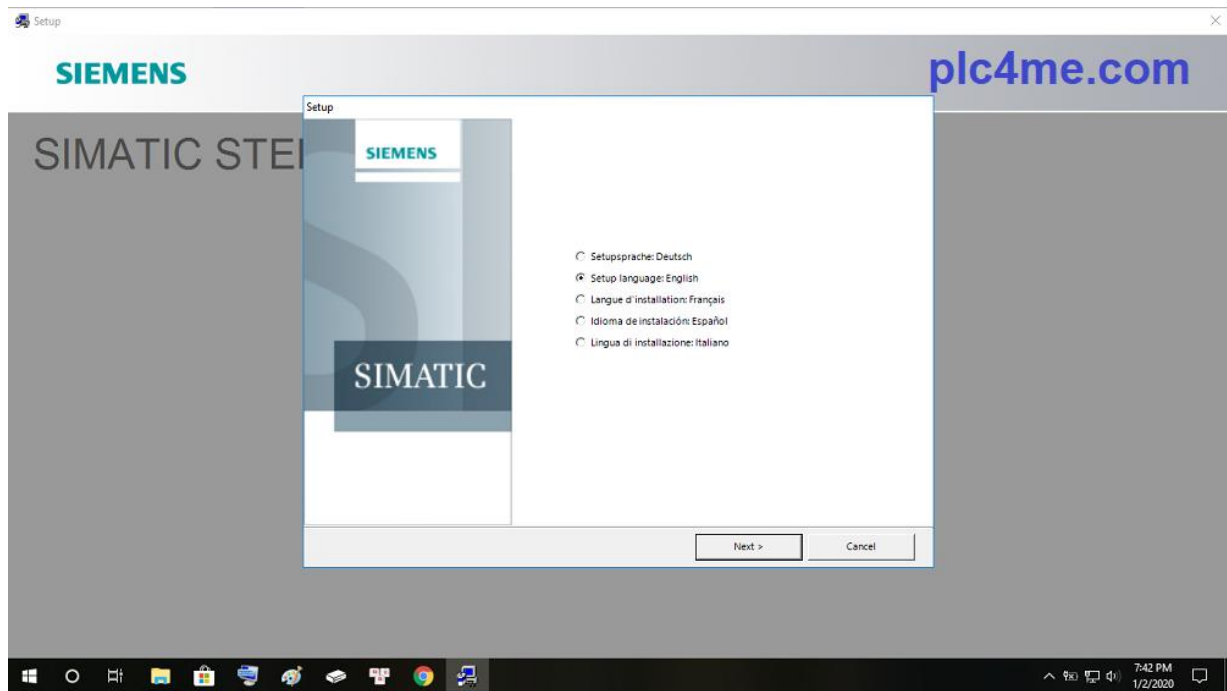 Setup
SIEMENS
plc4me.com
SIMATIC STE
Setup
SIEMENS
SIMATIC
Setupsprache: Deutsch
Setup language: English
Langue d'installation: Français
Idioma de instalación: Español
Lingua di installazione: Italiano
Next >
Cancel
7:42 PM
1/2/2020